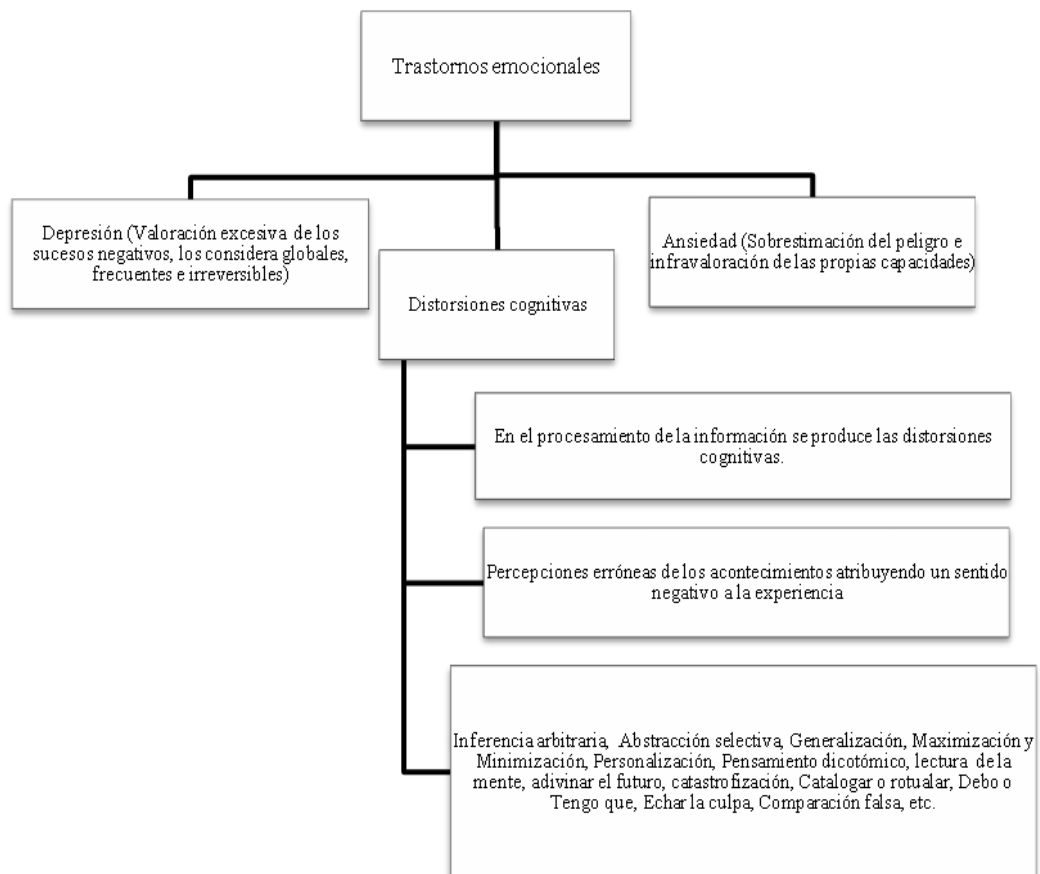 Trastornos emocionales
Depresión (Valoración excesiva de los
sucesos negativos, los considera globales,
frecuentes e irreversibles)
Distorsiones cognitivas
Ansiedad (Sobrestimación del peligro e
infravaloración de las propias capacidades)
En el procesamiento de la información se produce las distorsiones
cognitivas.
Percepciones erróneas de los acontecimientos atribuyendo un sentido
negativo a la experiencia
Inferencia arbitraria, Abstracción selectiva, Generalización, Maximización y
Minimización, Personalización, Pensamiento dicotómico, lectura de la
mente, adivinar el futuro, catastrofización, Catalogar o rotualar, Debo o
Tengo que, Echar la culpa, Comparación falsa, etc.